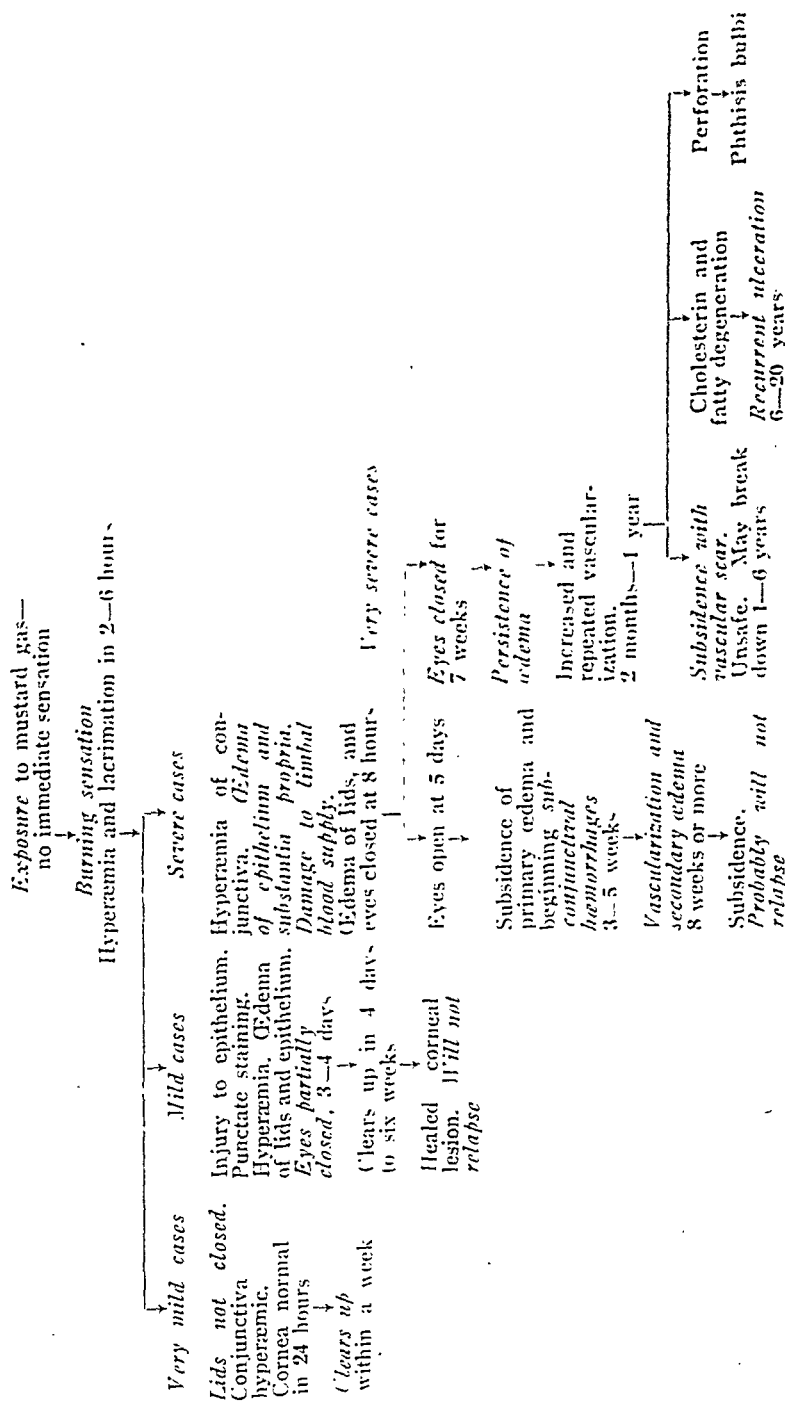 Exposure to mustard gas—
no immediate sensation
Burning sensation
Hyperæmia and lacrimation in 2—6 hours
Very mild cases
Lids not closed.
Conjunctiva
hyperæmic.
Cornea normal
in 24 hours
Clears up
within a week
Mild cases
Injury to epithelium.
Punctate staining.
Hyperæmia. Œdema
of lids and epithelium.
Eyes partially
closed, 3—4 days
Clears up in 4 days
to six weeks
Healed corneal
lesion. Will not
relapse
Severe cases
Hyperæmia of con-
junctiva. Œdema
of epithelium and
substantia propria.
Damage to limbal
blood supply.
Œdema of lids, and
eyes closed at 8 hours
Eyes open at 5 days
Subsidence of
primary œdema and
beginning sub-
conjunctival
hæmorrhages
3—5 weeks
Vascularization and
secondary œdema
8 weeks or more
Subsidence.
Probably will not
relapse
Very severe cases
Eyes closed for
7 weeks
Persistence of
œdema
Increased and
repeated vascular-
ization.
2 months—1 year
Subsidence with
vascular scar.
Unsafe. May break
down 1—6 years
Cholesterin and
fatty degeneration
Recurrent ulceration
6—20 years
Perforation
Phthisis bulbi